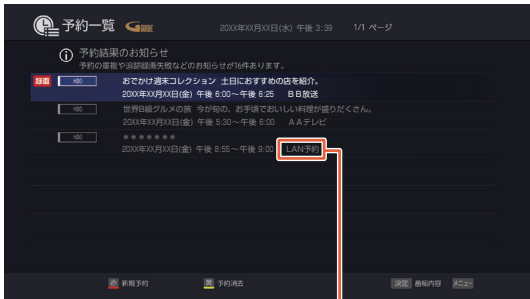 予約一覧 G GUIDE 20XX年XX月XX日(水) 午後 3:39 1/1 ページ
予約結果のお知らせ
予約の重複や追跡録画失敗などのお知らせが16件あります。
録画 HDD おでかけ週末コレクション 土日におすすめの店を紹介。
20XX年XX月XX日(金) 午後 6:00~午後 6:25 BB放送
HDD 世界B級グルメの旅 今が旬の、お手頃でおいしい料理が盛りだくさん。
20XX年XX月XX日(金) 午後 5:30~午後 6:00 AAテレビ
HDD *******
20XX年XX月XX日(金) 午後 8:55~午後 9:00 LAN予約
赤 新規予約 黄 予約消去 決定 番組内容 メニュー